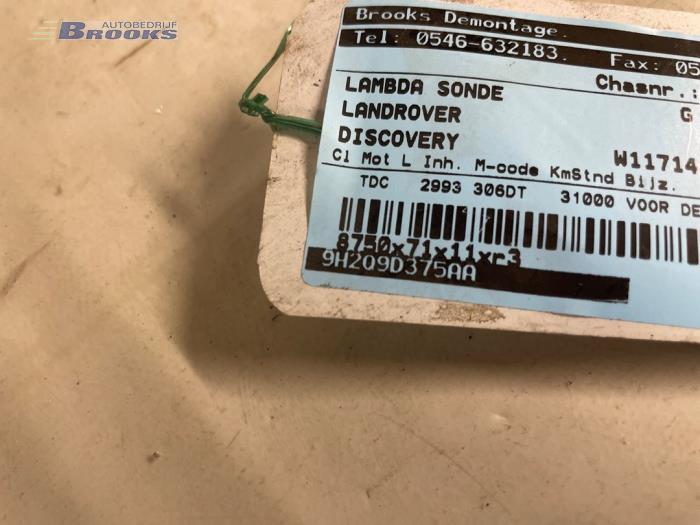 AUTOBEDRIJF
BROOKS
Brooks Demontage.
Tel: 0546-632183. Fax: 05
Chasnr.:
LAMBDA SONDE
LANDROVER G
DISCOVERY W11714
Cl Mot L Inh. M-code KmStnd Bijz.
TDC 2993 306DT 31000 VOOR DE
8750x71x11xr3
9H2Q9D375AA